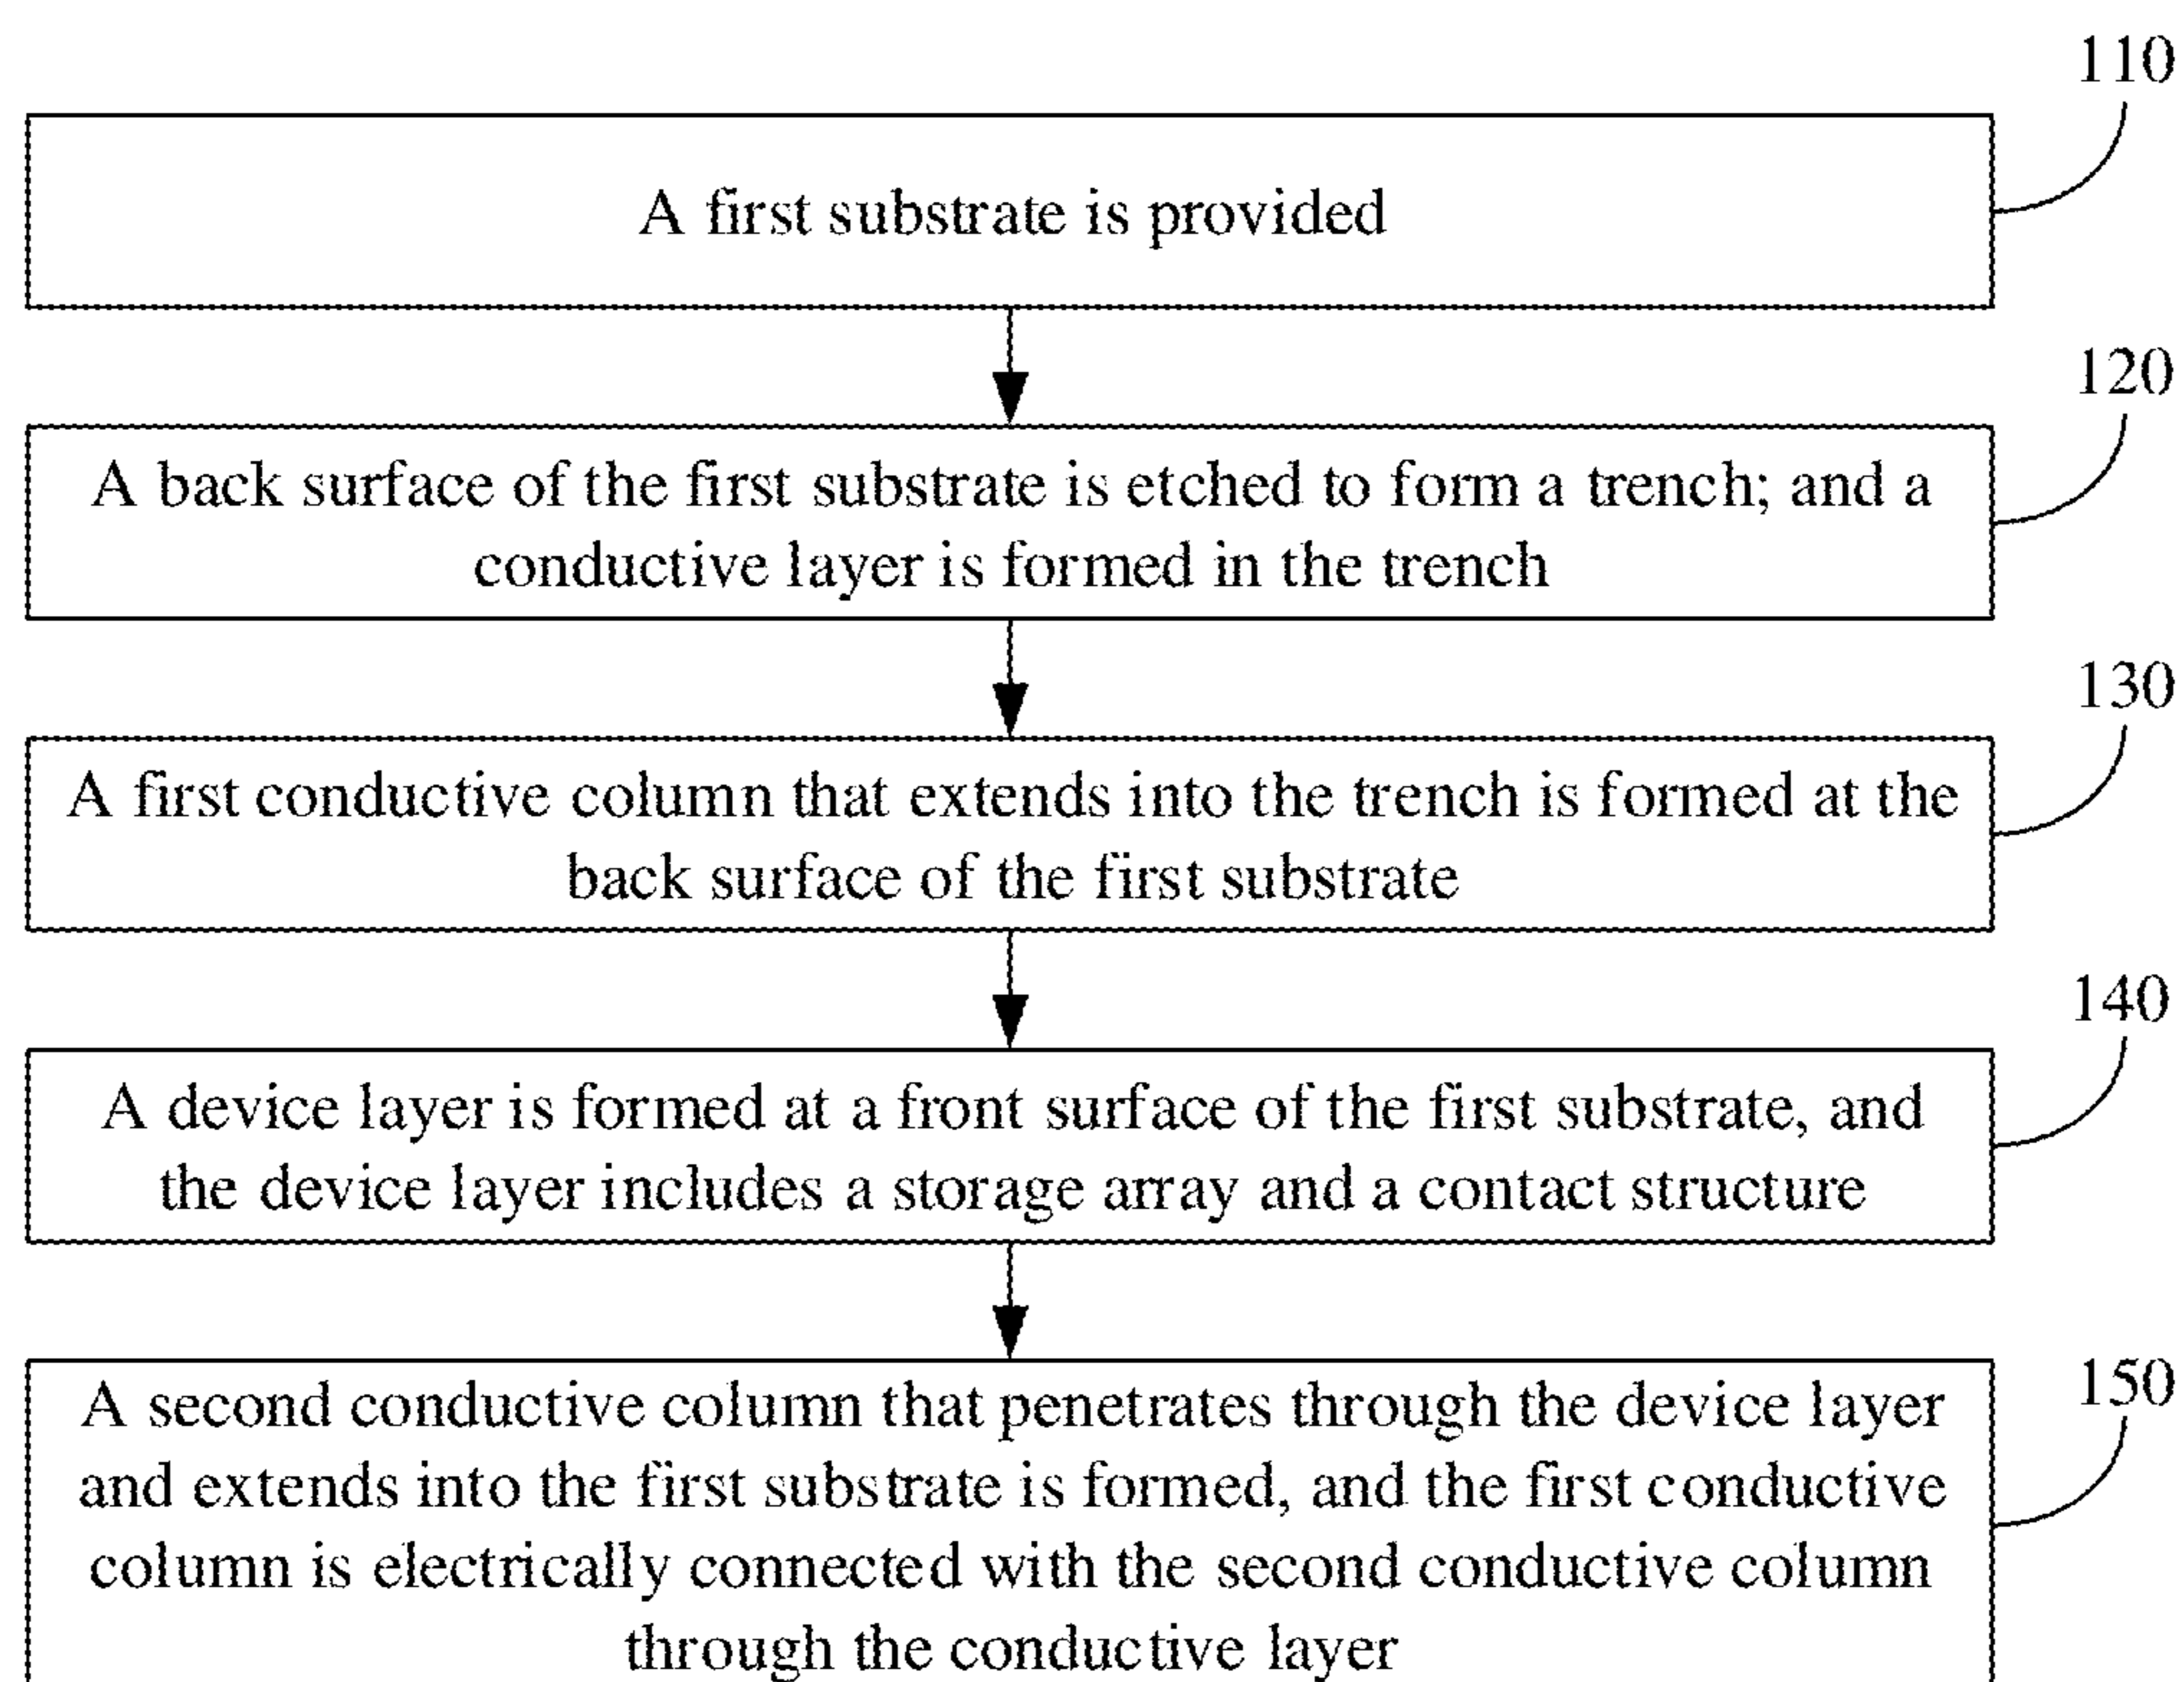 110
A first substrate is provided
120
A back surface of the first substrate is etched to form a trench; and a
conductive layer is formed in the trench
130
A first conductive column that extends into the trench is formed at the
back surface of the first substrate
140
A device layer is formed at a front surface of the first substrate, and
the device layer includes a storage array and a contact structure
150
A second conductive column that penetrates through the device layer
and extends into the first substrate is formed, and the first conductive
column is electrically connected with the second conductive column
through the conductive layer